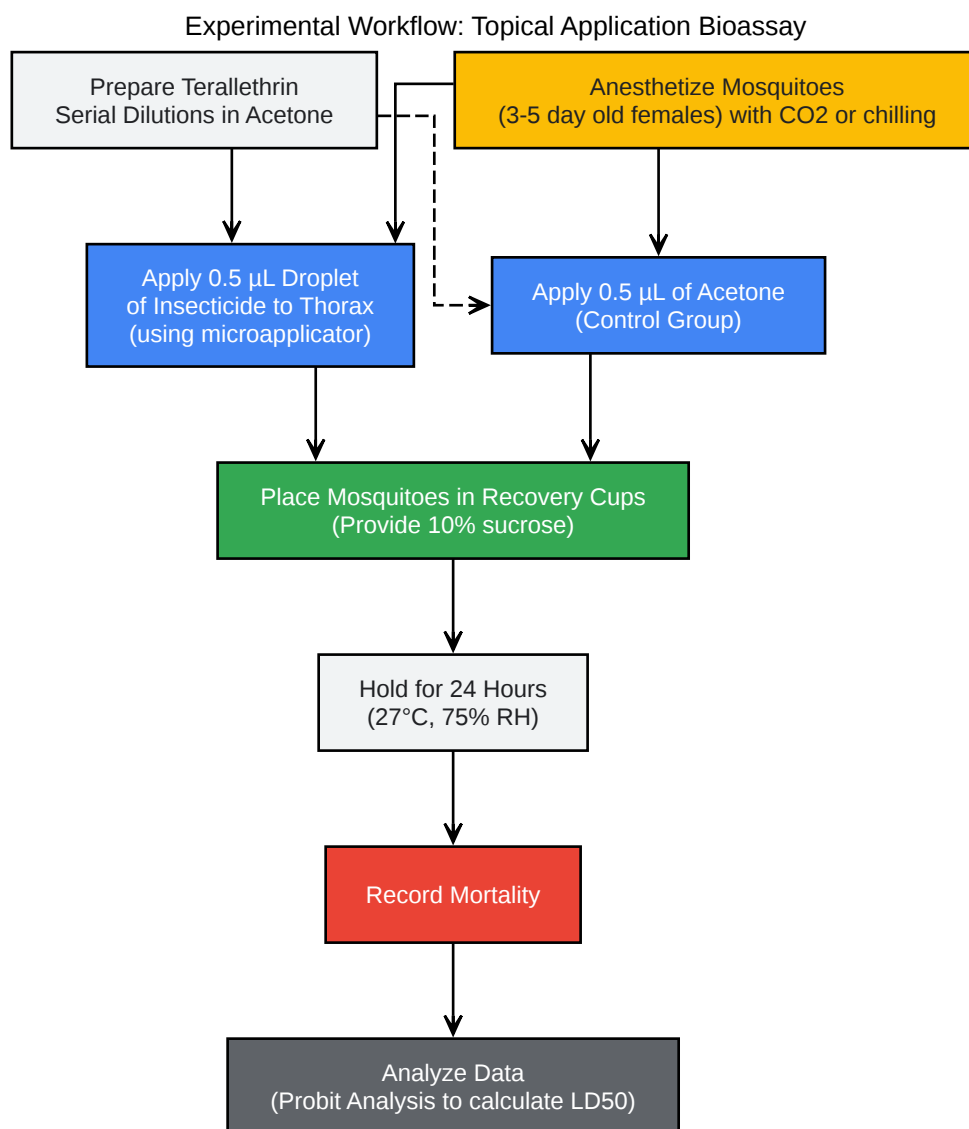 Experimental Workflow: Topical Application Bioassay
Prepare Terallethrin
Serial Dilutions in Acetone
Anesthetize Mosquitoes
(3-5 day old females) with CO2 or chilling
Apply 0.5 µL Droplet
of Insecticide to Thorax
(using microapplicator)
Apply 0.5 µL of Acetone
(Control Group)
Place Mosquitoes in Recovery Cups
(Provide 10% sucrose)
Hold for 24 Hours
(27°C, 75% RH)
Record Mortality
Analyze Data
(Probit Analysis to calculate LD50)